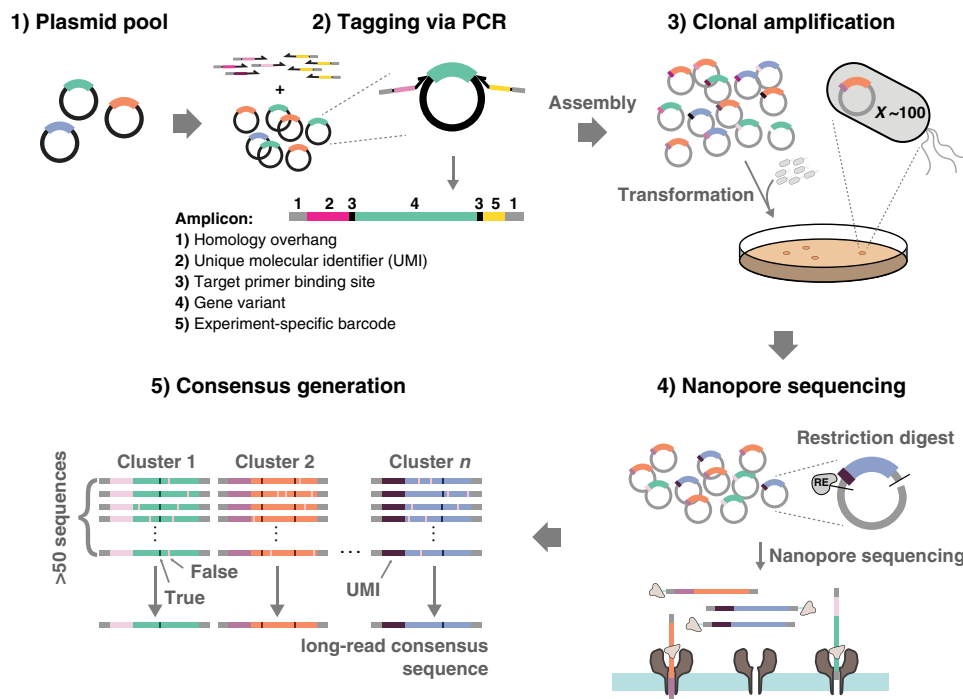 1) Plasmid pool
2) Tagging via PCR
3) Clonal amplification
+
Assembly
X ~100
Transformation
1 2 3 4 3 5 1
Amplicon:
1) Homology overhang
2) Unique molecular identifier (UMI)
3) Target primer binding site
4) Gene variant
5) Experiment-specific barcode
4) Nanopore sequencing
Restriction digest
RE
Nanopore sequencing
5) Consensus generation
Cluster 1
Cluster 2
Cluster n
>50 sequences
...
False
True
UMI
long-read consensus
sequence